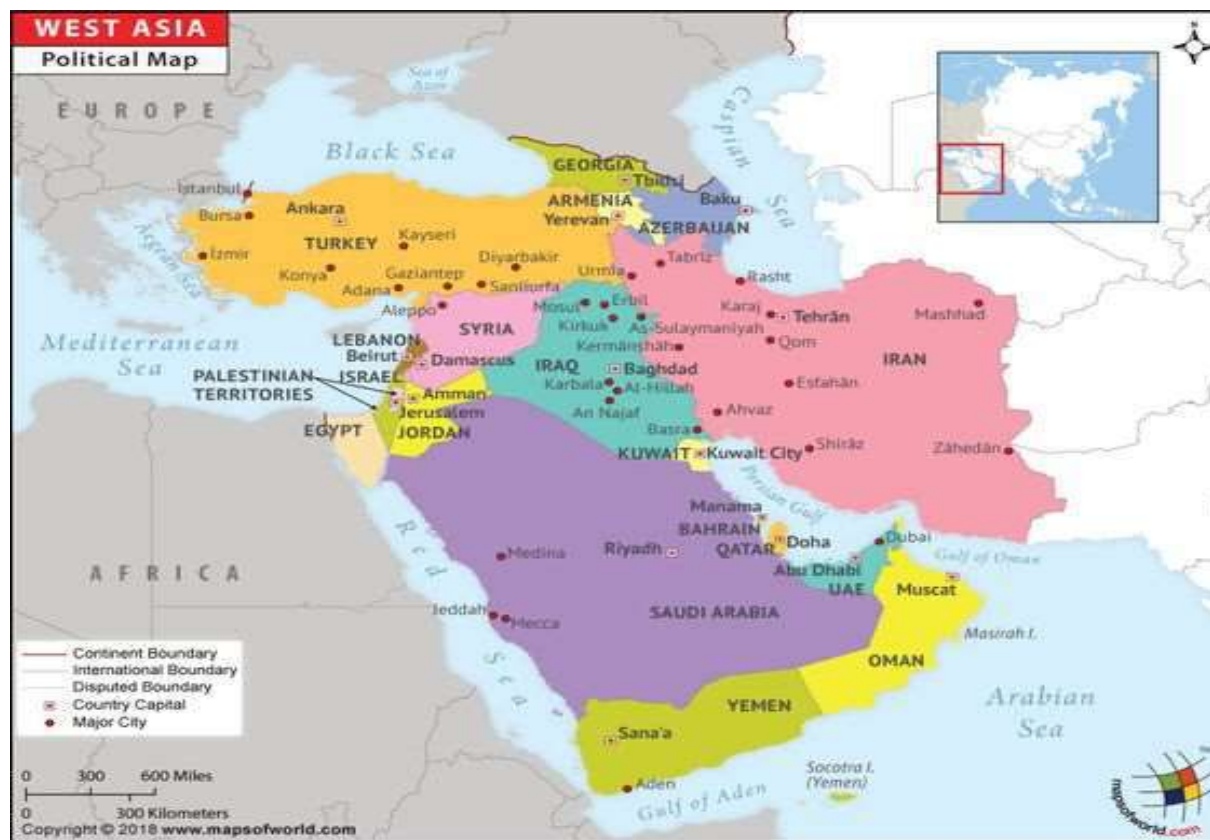 WEST ASIA
Political Map
EUROPE
Sea of
Azov
Black Sea
Caspian
Sea
GEORGIA
Tbilisi
ARMENIA
Yerevan
Baku
AZERBAIJAN
Istanbul
Bursa
Ankara
TURKEY
Kayseri
Izmir
Aegean Sea
Konya
Gaziantep
Diyarbakir
Adana
Sanliurfa
Urmia
Tabriz
Rasht
Aleppo
SYRIA
Mosul
Erbil
Kirkuk
As-Sulaymaniyah
Karaj
Tehrān
Mashhad
Mediterranean
Sea
LEBANON
Beirut
Damascus
Kermānshāh
Qom
IRAN
IRAQ
Baghdad
PALESTINIAN
TERRITORIES
ISRAEL
Karbala
Al-Hillah
Esfahān
Amman
An Najaf
Ahvaz
Jerusalem
EGYPT
JORDAN
Basra
KUWAIT
Kuwait City
Shirāz
Zāhedān
Persian Gulf
Manama
BAHRAIN
QATAR
Doha
Dubai
Gulf of Oman
Riyadh
Abu Dhabi
UAE
Muscat
Medina
AFRICA
Red
Sea
Jeddah
Mecca
SAUDI ARABIA
Masirah I.
OMAN
Arabian
Sea
YEMEN
Sana'a
Aden
Gulf of Aden
Socotra I.
(Yemen)
Continent Boundary
International Boundary
Disputed Boundary
Country Capital
Major City
0 300 600 Miles
0 300 Kilometers
Copyright © 2018 www.mapsofworld.com
mapsofworld.com
N